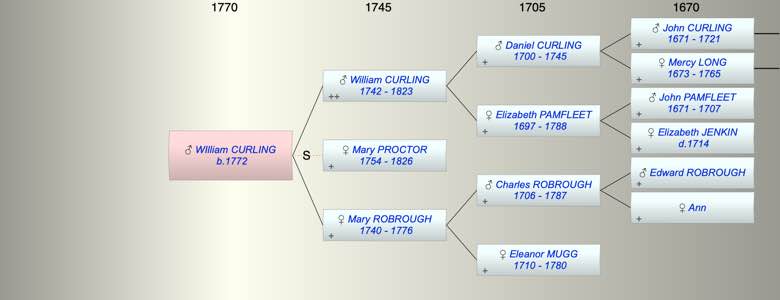 1770 1745 1705 1670
♂ WIlliam CURLING
b.1772
♂ William CURLING
1742 - 1823
++
S
♀ Mary PROCTOR
1754 - 1826
+
♀ Mary ROBROUGH
1740 - 1776
+
♂ Daniel CURLING
1700 - 1745
+
♀ Elizabeth PAMFLEET
1697 - 1788
+
♂ Charles ROBROUGH
1706 - 1787
+
♀ Eleanor MUGG
1710 - 1780
+
♂ John CURLING
1671 - 1721
+
♀ Mercy LONG
1673 - 1765
+
♂ John PAMFLEET
1671 - 1707
+
♀ Elizabeth JENKIN
d.1714
+
♂ Edward ROBROUGH
+
♀ Ann
+